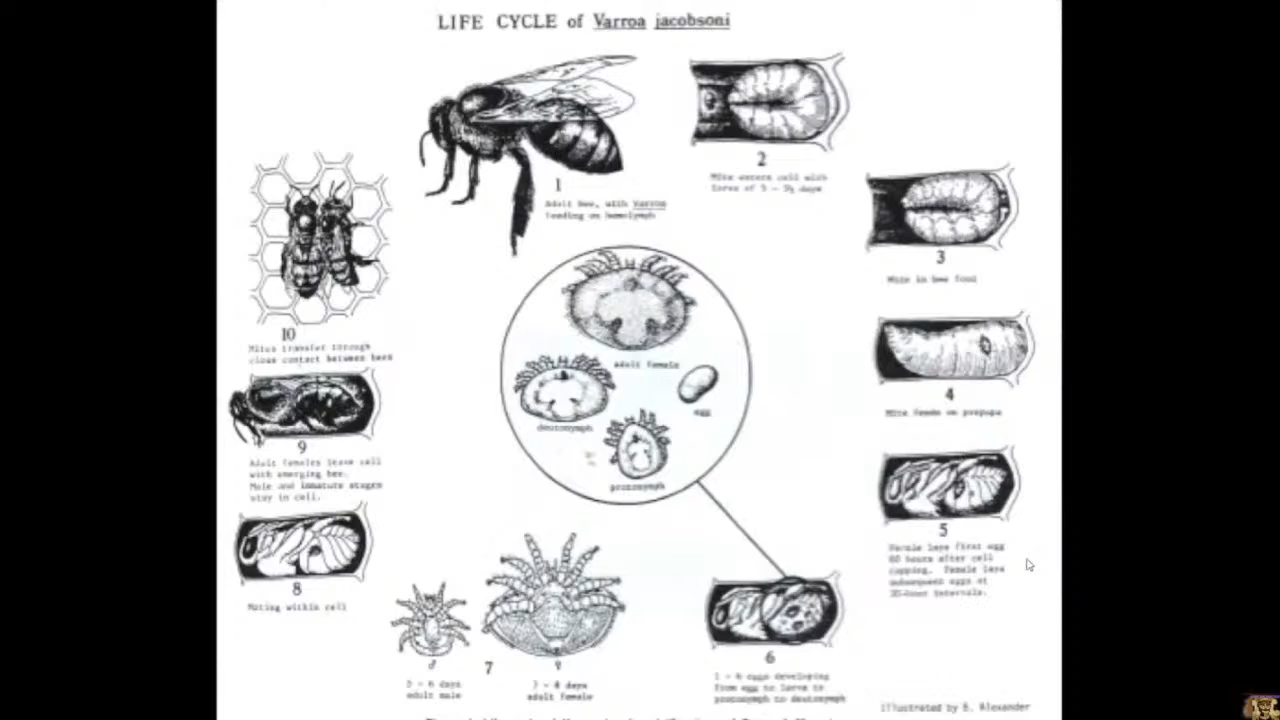 LIFE CYCLE of Varroa jacobsoni
1
Adult bee, with Varroa
feeding on hemolymph
2
Mite enters cell with
larva of 5 - 5½ days
3
Mite in bee food
4
Mite feeds on prepupa
5
Female lays first egg
60 hours after cell
capping. Female lays
subsequent eggs at
30-hour intervals.
6
1 - 6 eggs developing
from egg to larva to
protonymph to deutonymph
adult female
egg
deutonymph
protonymph
7
♂
5 - 6 days
adult male
♀
7 - 8 days
adult female
8
Mating within cell
9
Adult females leave cell
with emerging bee.
Male and immature stages
stay in cell.
10
Mites transfer through
close contact between bees
Illustrated by B. Alexander